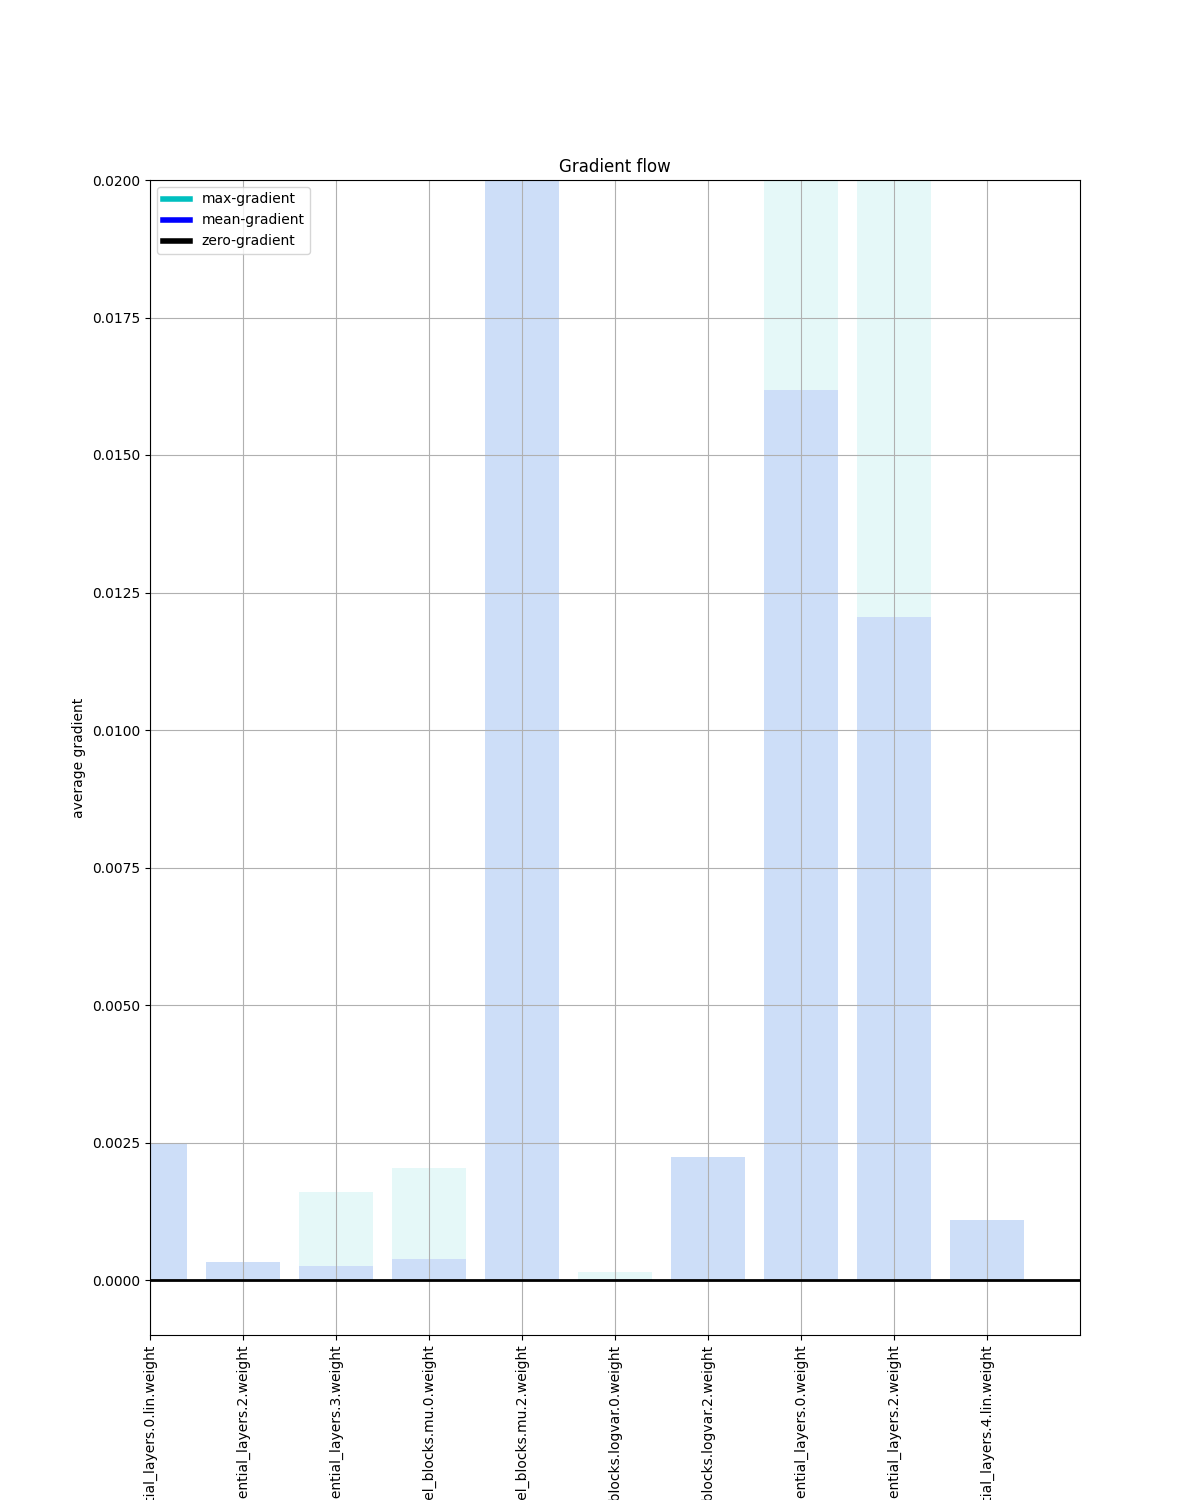 Gradient flow
max-gradient
mean-gradient
zero-gradient
0.0200
0.0175
0.0150
0.0125
0.0100
0.0075
0.0050
0.0025
0.0000
average gradient
tial_layers.0.lin.weight
ential_layers.2.weight
ential_layers.3.weight
el_blocks.mu.0.weight
el_blocks.mu.2.weight
blocks.logvar.0.weight
blocks.logvar.2.weight
ential_layers.0.weight
ential_layers.2.weight
tial_layers.4.lin.weight